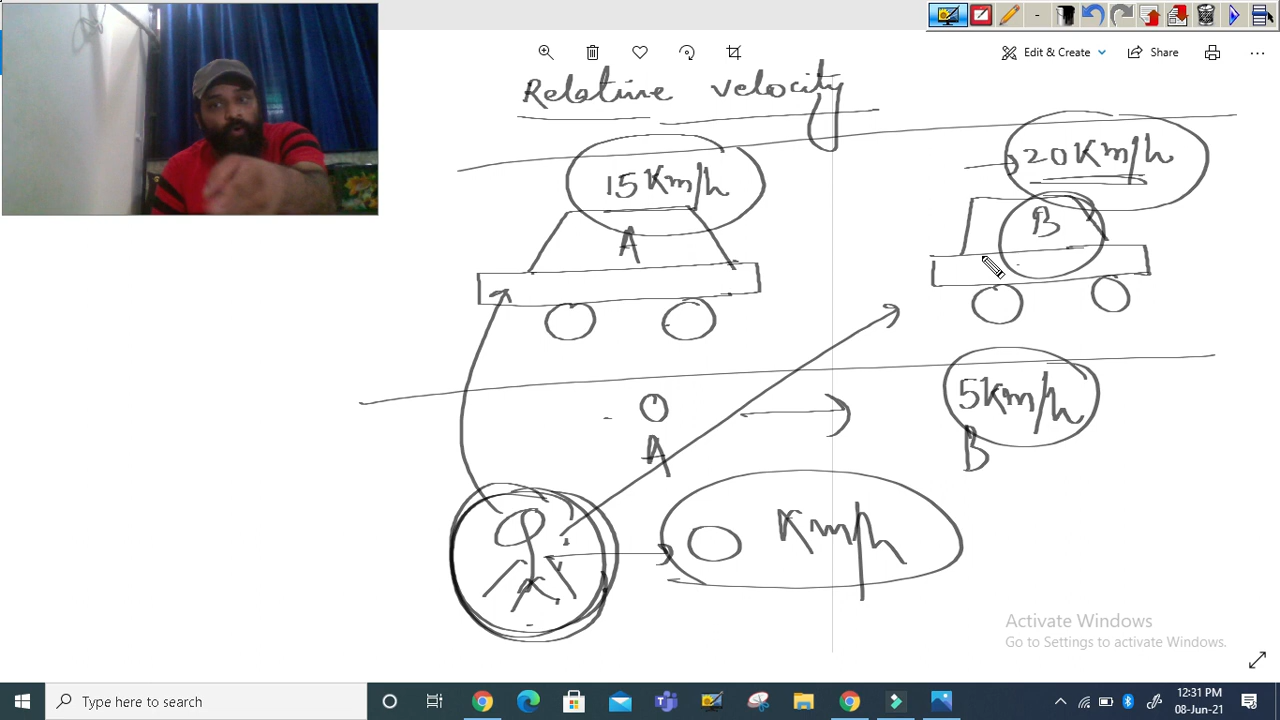 Edit & Create
Share
Relative velocity
15 Km/h
20 Km/h
A
B
5 Km/h
A
B
0 Km/h
Activate Windows
Go to Settings to activate Windows.
Type here to search
12:31 PM
08-Jun-21